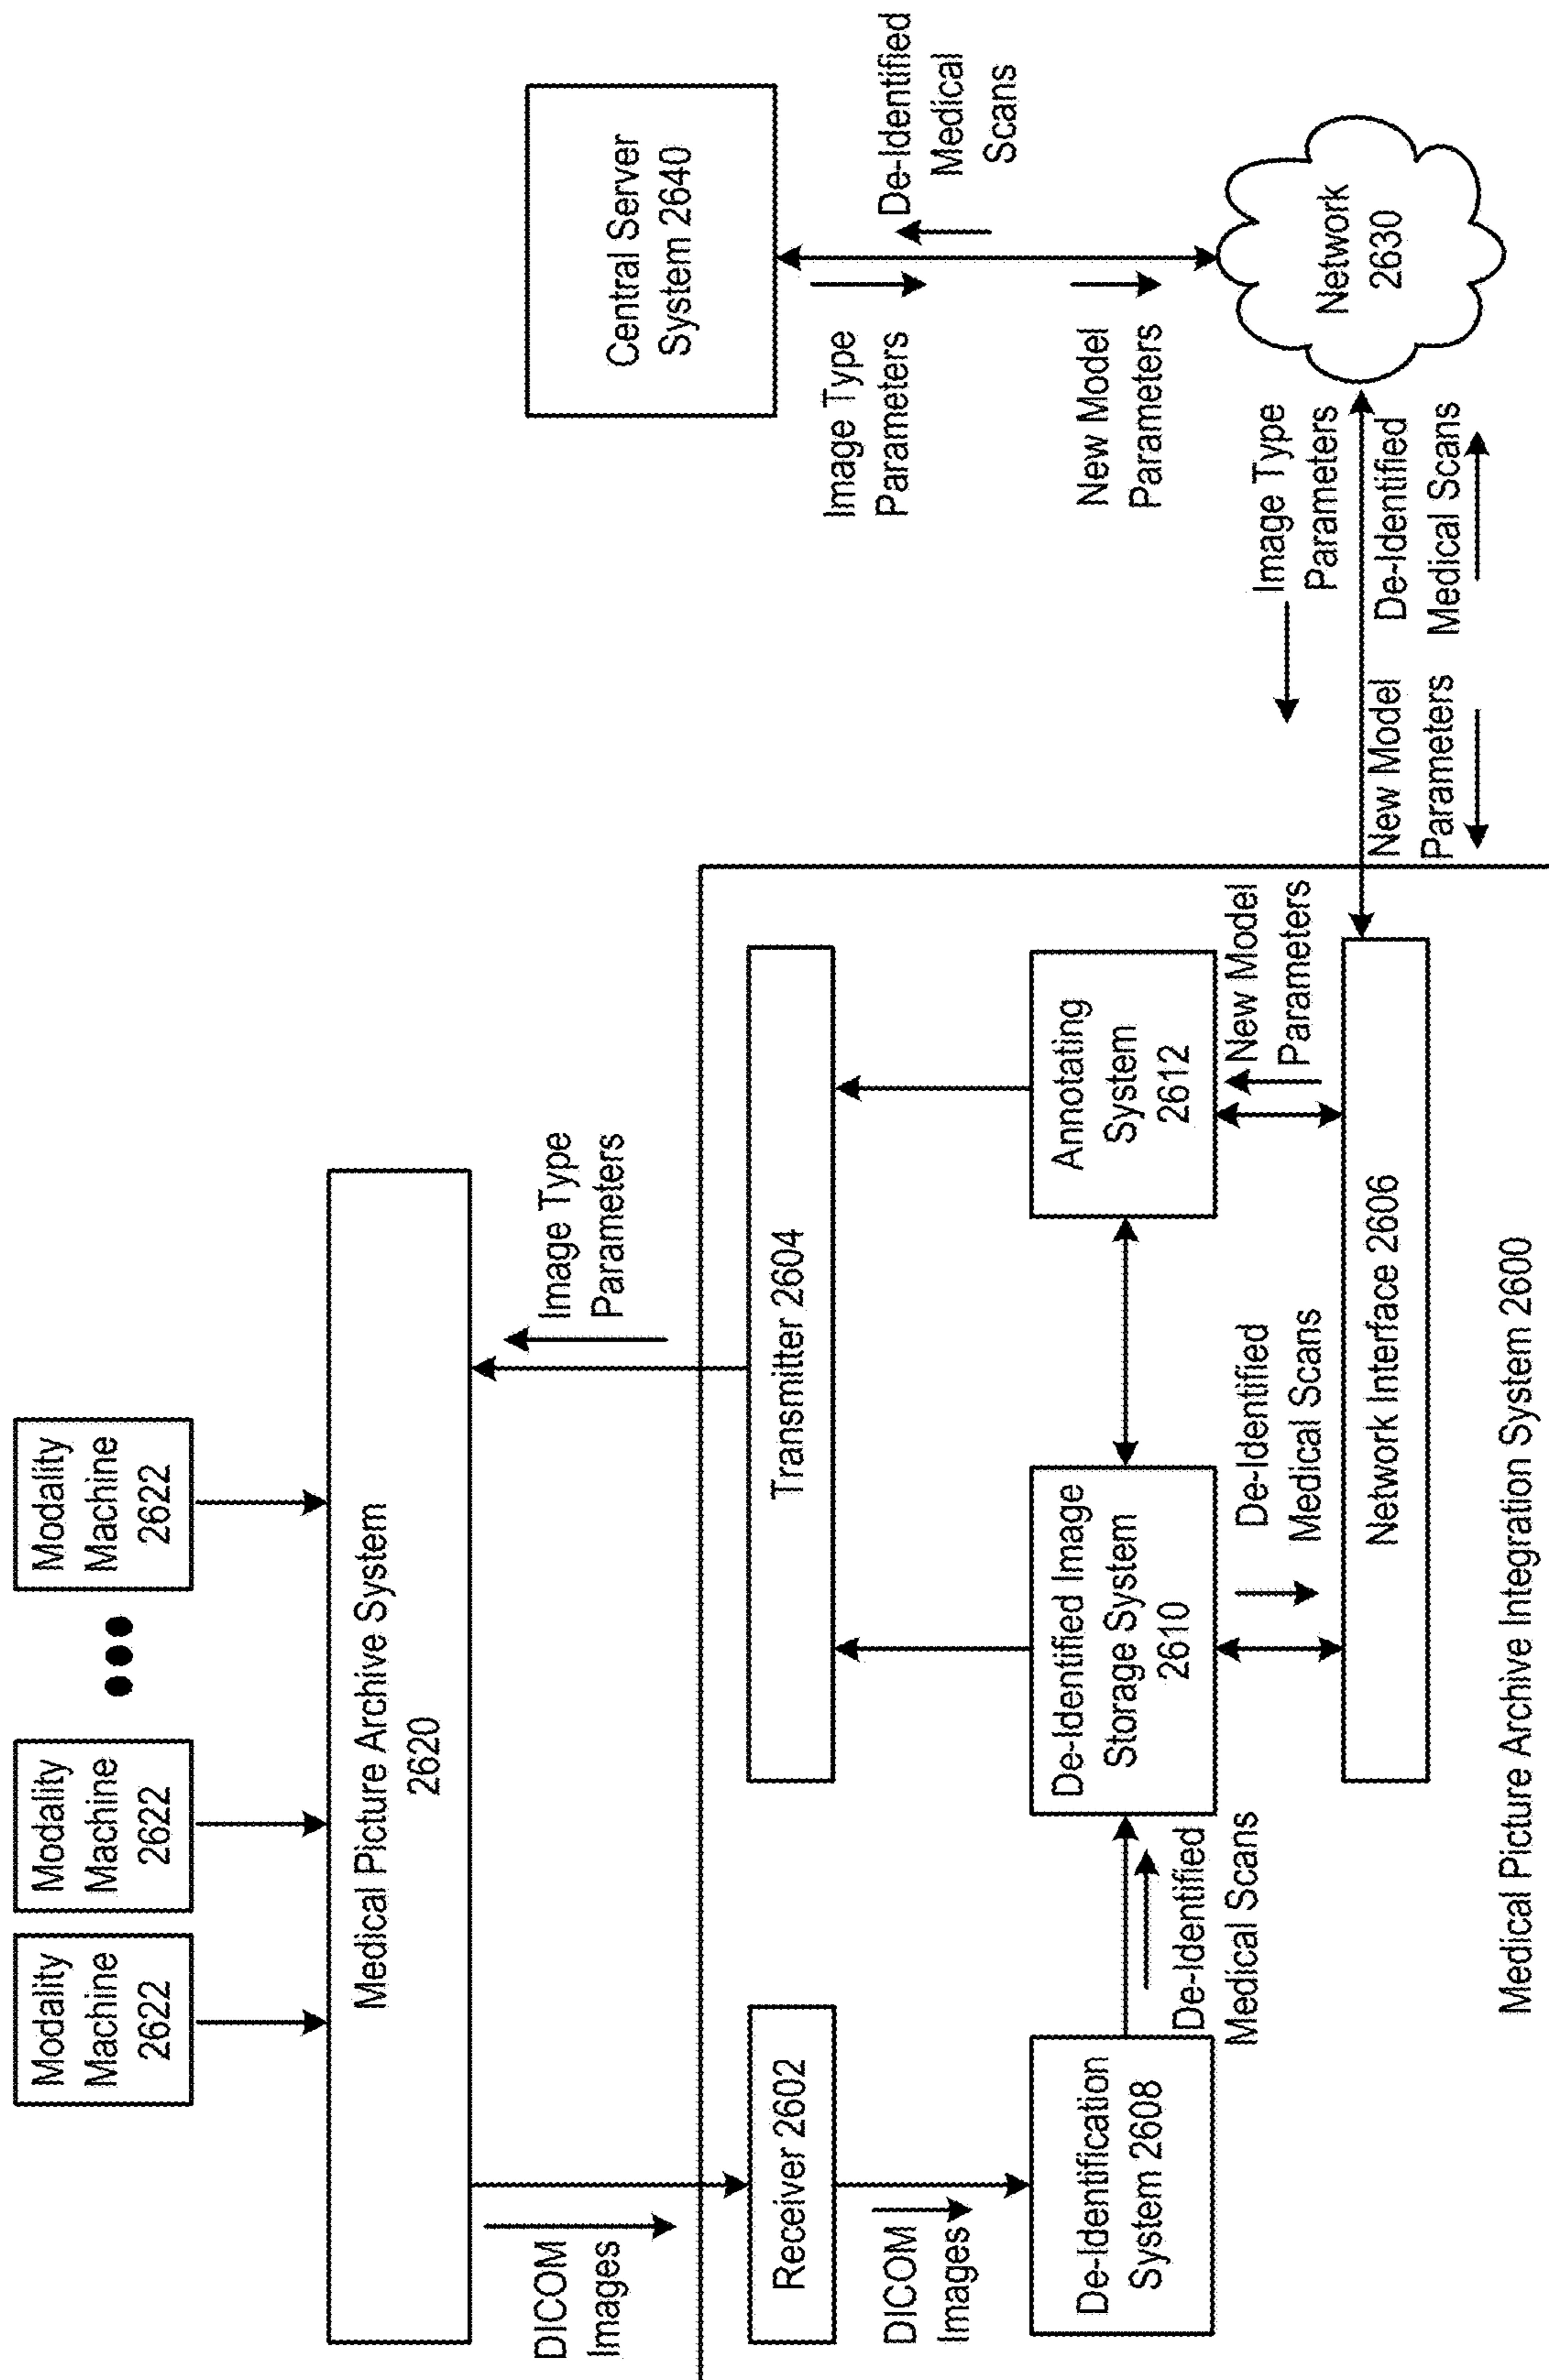 Modality
Machine
2622
Modality
Machine
2622
Modality
Machine
2622
Medical Picture Archive System
2620
DICOM
Images
Image Type
Parameters
Receiver 2602
Transmitter 2604
DICOM
Images
De-Identification
System 2608
De-Identified
Medical Scans
De-Identified Image
Storage System
2610
Annotating
System
2612
De-Identified
Medical Scans
New Model
Parameters
Network Interface 2606
Medical Picture Archive Integration System 2600
Central Server
System 2640
Image Type
Parameters
De-Identified
Medical
Scans
New Model
Parameters
Image Type
Parameters
New Model
Parameters
De-Identified
Medical Scans
Network
2630